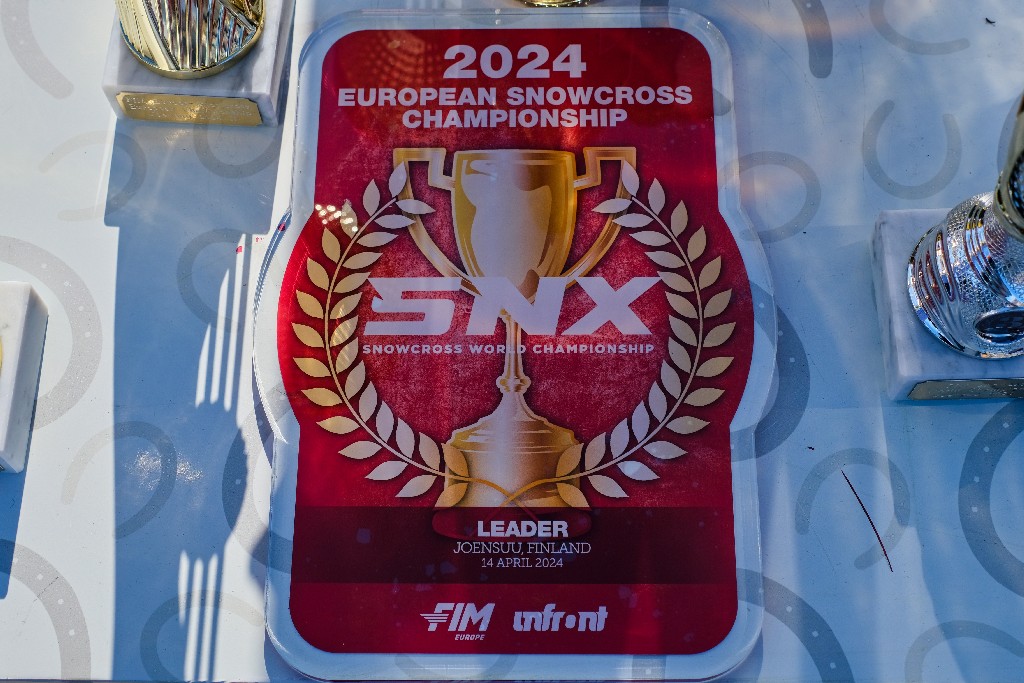 2024
EUROPEAN SNOWCROSS
CHAMPIONSHIP
SNX
SNOWCROSS WORLD CHAMPIONSHIP
LEADER
JOENSUU, FINLAND
14 APRIL 2024
FIM
EUROPE
infront